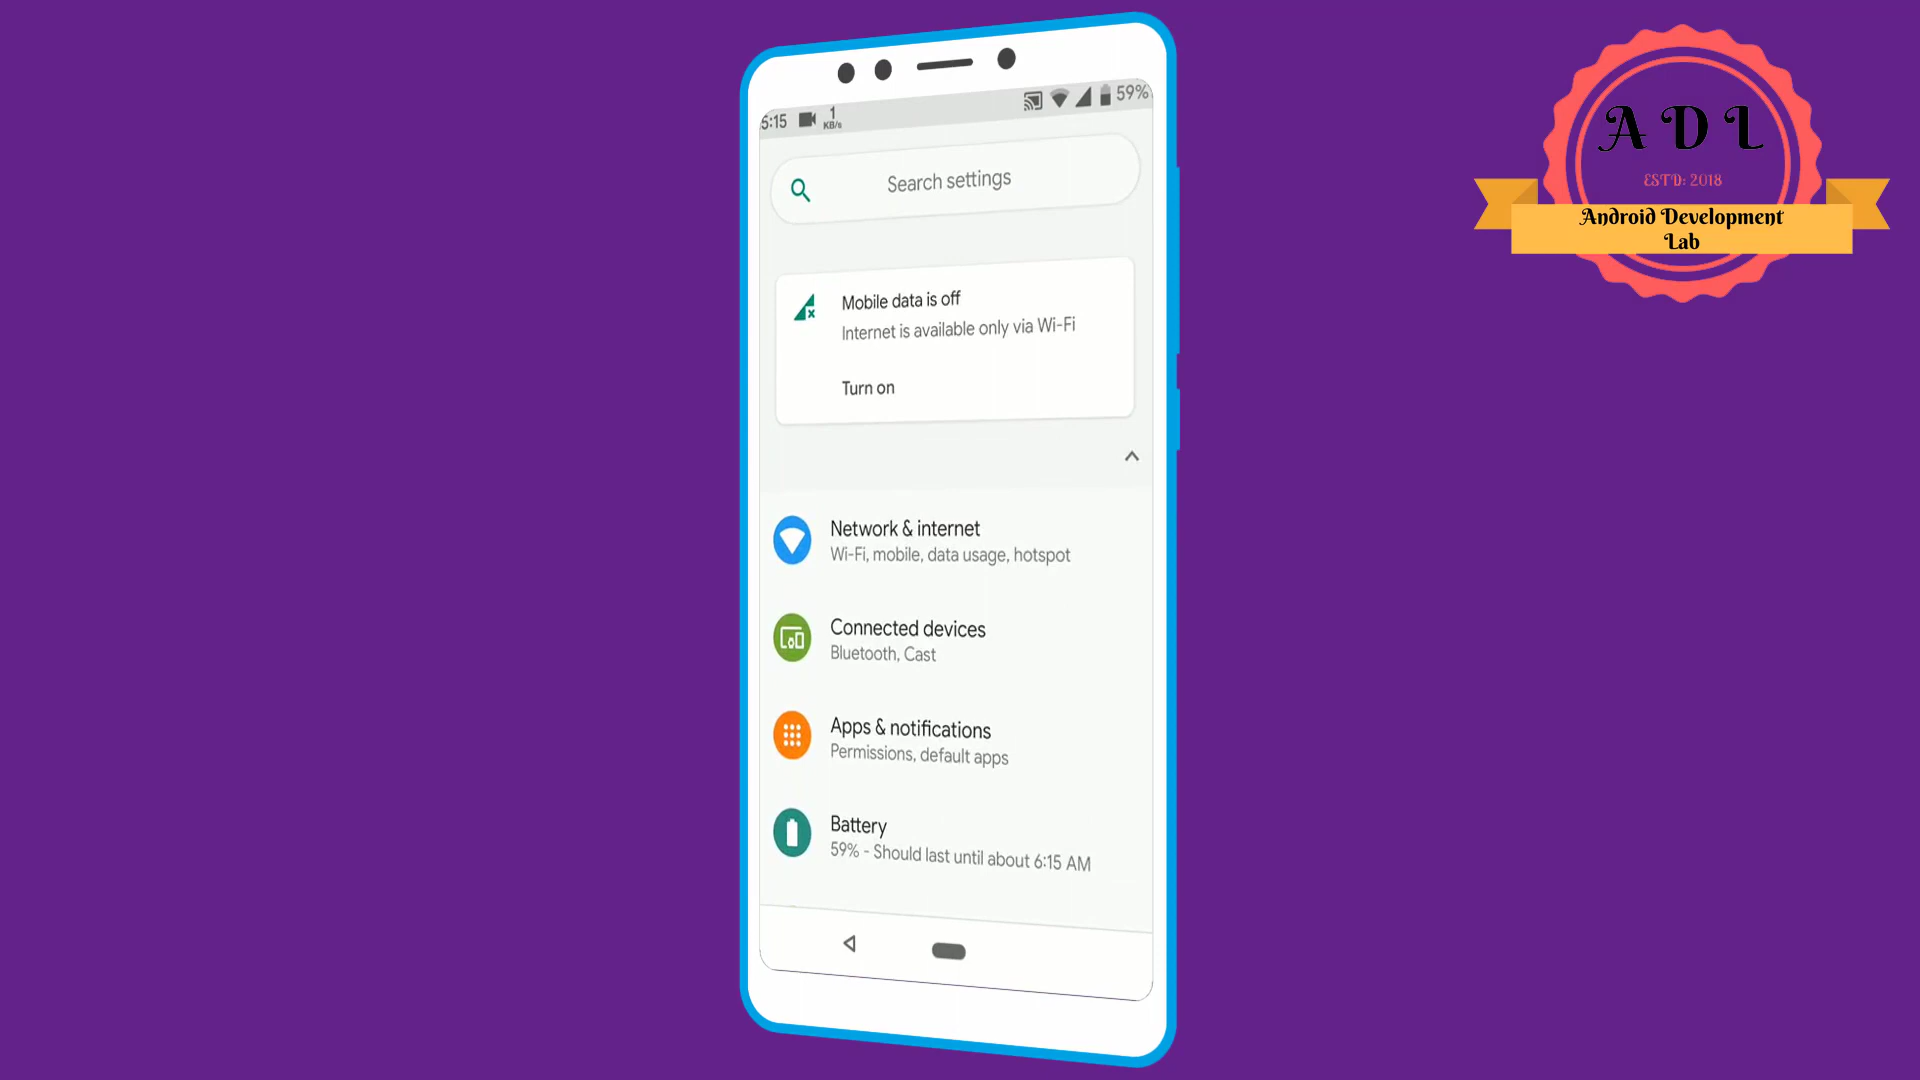 5:15
1
KB/s
59%
Search settings
Mobile data is off
Internet is available only via Wi-Fi
Turn on
Network & internet
Wi-Fi, mobile, data usage, hotspot
Connected devices
Bluetooth, Cast
Apps & notifications
Permissions, default apps
Battery
59% - Should last until about 6:15 AM
A D L
EST'D: 2018
Android Development
Lab